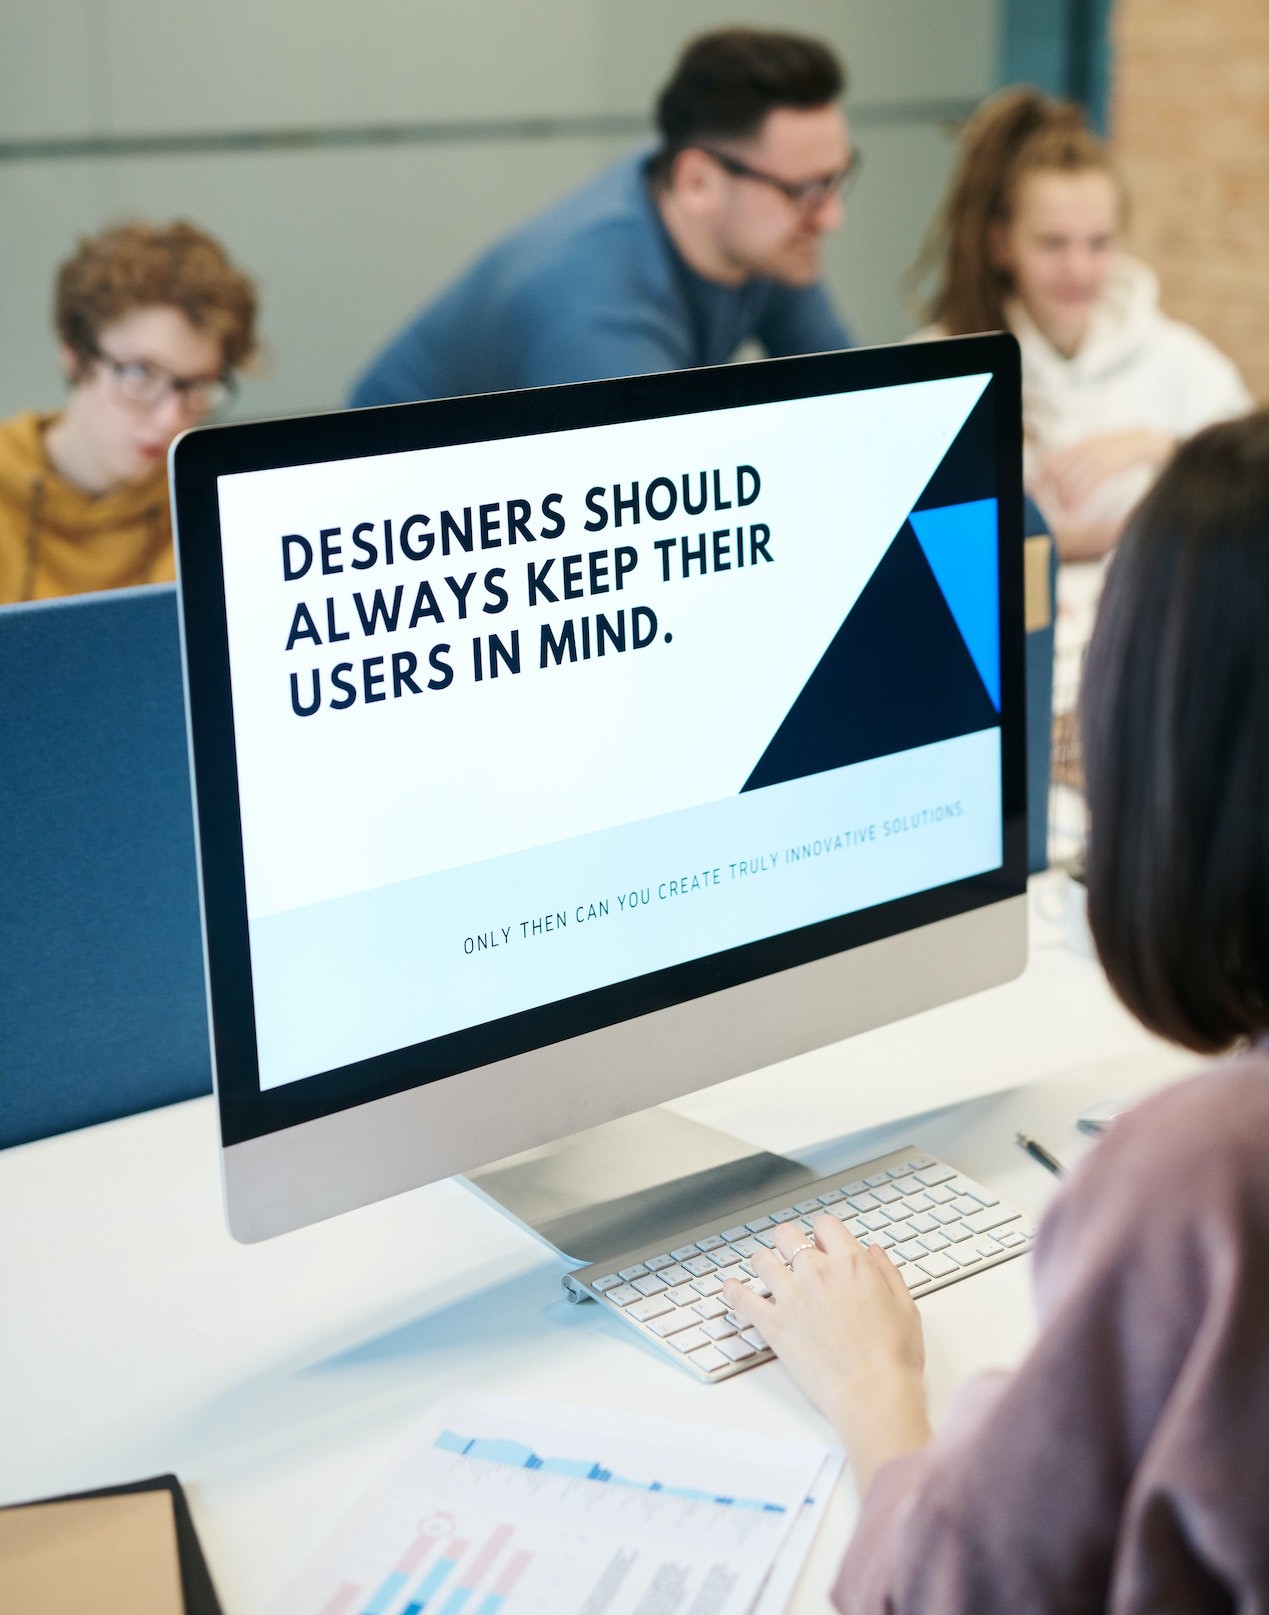 DESIGNERS SHOULD
ALWAYS KEEP THEIR
USERS IN MIND.
ONLY THEN CAN YOU CREATE TRULY INNOVATIVE SOLUTIONS.